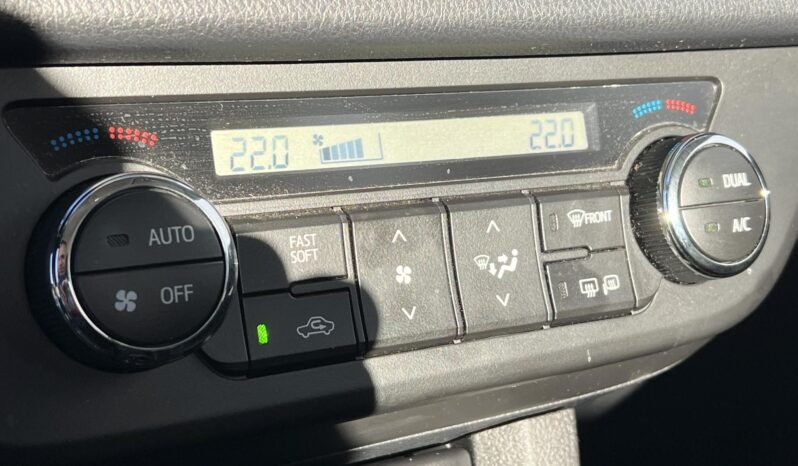 22.0 22.0
AUTO
OFF
FAST
SOFT
FRONT
DUAL
A/C